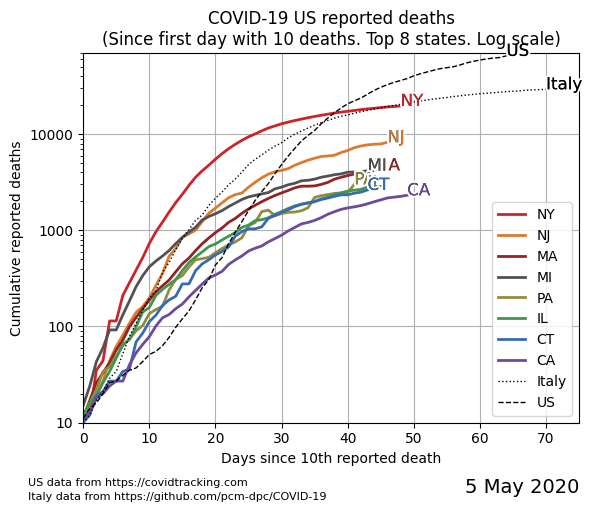 COVID-19 US reported deaths
(Since first day with 10 deaths. Top 8 states. Log scale)
US
Italy
NY
NJ
MI
MA
PA
CT
CA
Cumulative reported deaths
10000
1000
100
10
0
10
20
30
40
50
60
70
Days since 10th reported death
NY
NJ
MA
MI
PA
IL
CT
CA
Italy
US
US data from https://covidtracking.com
Italy data from https://github.com/pcm-dpc/COVID-19
5 May 2020